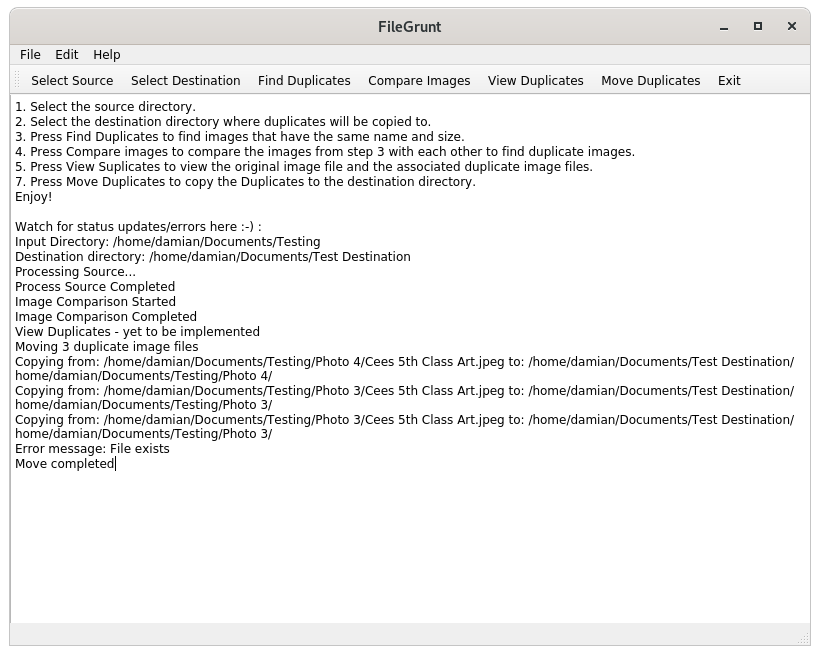 FileGrunt
File Edit Help
Select Source Select Destination Find Duplicates Compare Images View Duplicates Move Duplicates Exit
1. Select the source directory.
2. Select the destination directory where duplicates will be copied to.
3. Press Find Duplicates to find images that have the same name and size.
4. Press Compare images to compare the images from step 3 with each other to find duplicate images.
5. Press View Suplicates to view the original image file and the associated duplicate image files.
7. Press Move Duplicates to copy the Duplicates to the destination directory.
Enjoy!
Watch for status updates/errors here :-) :
Input Directory: /home/damian/Documents/Testing
Destination directory: /home/damian/Documents/Test Destination
Processing Source...
Process Source Completed
Image Comparison Started
Image Comparison Completed
View Duplicates - yet to be implemented
Moving 3 duplicate image files
Copying from: /home/damian/Documents/Testing/Photo 4/Cees 5th Class Art.jpeg to: /home/damian/Documents/Test Destination/
home/damian/Documents/Testing/Photo 4/
Copying from: /home/damian/Documents/Testing/Photo 3/Cees 5th Class Art.jpeg to: /home/damian/Documents/Test Destination/
home/damian/Documents/Testing/Photo 3/
Copying from: /home/damian/Documents/Testing/Photo 3/Cees 5th Class Art.jpeg to: /home/damian/Documents/Test Destination/
home/damian/Documents/Testing/Photo 3/
Error message: File exists
Move completed